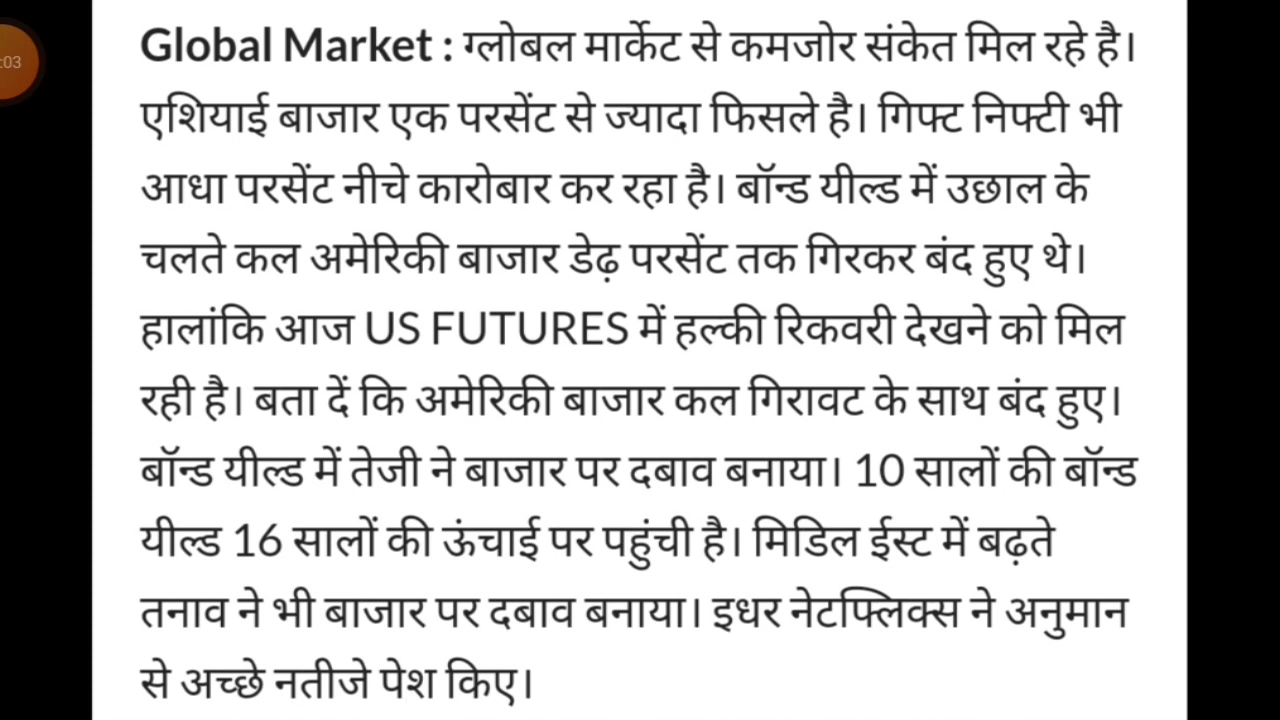 :03
Global Market : ग्लोबल मार्केट से कमजोर संकेत मिल रहे है।
एशियाई बाजार एक परसेंट से ज्यादा फिसले है। गिफ्ट निफ्टी भी
आधा परसेंट नीचे कारोबार कर रहा है। बॉन्ड यील्ड में उछाल के
चलते कल अमेरिकी बाजार डेढ़ परसेंट तक गिरकर बंद हुए थे।
हालांकि आज US FUTURES में हल्की रिकवरी देखने को मिल
रही है। बता दें कि अमेरिकी बाजार कल गिरावट के साथ बंद हुए।
बॉन्ड यील्ड में तेजी ने बाजार पर दबाव बनाया। 10 सालों की बॉन्ड
यील्ड 16 सालों की ऊंचाई पर पहुंची है। मिडिल ईस्ट में बढ़ते
तनाव ने भी बाजार पर दबाव बनाया। इधर नेटफ्लिक्स ने अनुमान
से अच्छे नतीजे पेश किए।